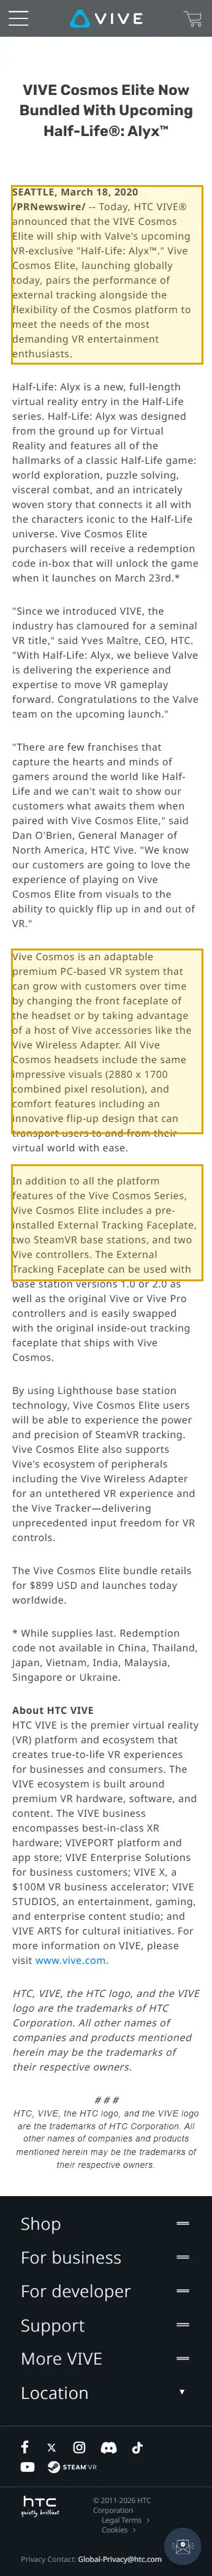 VIVE
VIVE Cosmos Elite Now
Bundled With Upcoming
Half-Life®: Alyx™
SEATTLE, March 18, 2020
/PRNewswire/ -- Today, HTC VIVE®
announced that the VIVE Cosmos
Elite will ship with Valve's upcoming
VR-exclusive "Half-Life: Alyx™." Vive
Cosmos Elite, launching globally
today, pairs the performance of
external tracking alongside the
flexibility of the Cosmos platform to
meet the needs of the most
demanding VR entertainment
enthusiasts.
Half-Life: Alyx is a new, full-length
virtual reality entry in the Half-Life
series. Half-Life: Alyx was designed
from the ground up for Virtual
Reality and features all of the
hallmarks of a classic Half-Life game:
world exploration, puzzle solving,
visceral combat, and an intricately
woven story that connects it all with
the characters iconic to the Half-Life
universe. Vive Cosmos Elite
purchasers will receive a redemption
code in-box that will unlock the game
when it launches on March 23rd.*
"Since we introduced VIVE, the
industry has clamoured for a seminal
VR title," said Yves Maître, CEO, HTC.
"With Half-Life: Alyx, we believe Valve
is delivering the experience and
expertise to move VR gameplay
forward. Congratulations to the Valve
team on the upcoming launch."
"There are few franchises that
capture the hearts and minds of
gamers around the world like Half-
Life and we can't wait to show our
customers what awaits them when
paired with Vive Cosmos Elite," said
Dan O'Brien, General Manager of
North America, HTC Vive. "We know
our customers are going to love the
experience of playing on Vive
Cosmos Elite from visuals to the
ability to quickly flip up in and out of
VR."
Vive Cosmos is an adaptable
premium PC-based VR system that
can grow with customers over time
by changing the front faceplate of
the headset or by taking advantage
of a host of Vive accessories like the
Vive Wireless Adapter. All Vive
Cosmos headsets include the same
impressive visuals (2880 x 1700
combined pixel resolution), and
comfort features including an
innovative flip-up design that can
transport users to and from their
virtual world with ease.
In addition to all the platform
features of the Vive Cosmos Series,
Vive Cosmos Elite includes a pre-
installed External Tracking Faceplate,
two SteamVR base stations, and two
Vive controllers. The External
Tracking Faceplate can be used with
base station versions 1.0 or 2.0 as
well as the original Vive or Vive Pro
controllers and is easily swapped
with the original inside-out tracking
faceplate that ships with Vive
Cosmos.
By using Lighthouse base station
technology, Vive Cosmos Elite users
will be able to experience the power
and precision of SteamVR tracking.
Vive Cosmos Elite also supports
Vive's ecosystem of peripherals
including the Vive Wireless Adapter
for an untethered VR experience and
the Vive Tracker—delivering
unprecedented input freedom for VR
controls.
The Vive Cosmos Elite bundle retails
for $899 USD and launches today
worldwide.
* While supplies last. Redemption
code not available in China, Thailand,
Japan, Vietnam, India, Malaysia,
Singapore or Ukraine.
About HTC VIVE
HTC VIVE is the premier virtual reality
(VR) platform and ecosystem that
creates true-to-life VR experiences
for businesses and consumers. The
VIVE ecosystem is built around
premium VR hardware, software, and
content. The VIVE business
encompasses best-in-class XR
hardware; VIVEPORT platform and
app store; VIVE Enterprise Solutions
for business customers; VIVE X, a
$100M VR business accelerator; VIVE
STUDIOS, an entertainment, gaming,
and enterprise content studio; and
VIVE ARTS for cultural initiatives. For
more information on VIVE, please
visit www.vive.com.
HTC, VIVE, the HTC logo, and the VIVE
logo are the trademarks of HTC
Corporation. All other names of
companies and products mentioned
herein may be the trademarks of
their respective owners.
# # #
HTC, VIVE, the HTC logo, and the VIVE logo
are the trademarks of HTC Corporation. All
other names of companies and products
mentioned herein may be the trademarks of
their respective owners.
Shop
For business
For developer
Support
More VIVE
Location
STEAMVR
htc
quietly brilliant
© 2011-2026 HTC
Corporation
Legal Terms >
Cookies >
Privacy Contact: Global-Privacy@htc.com